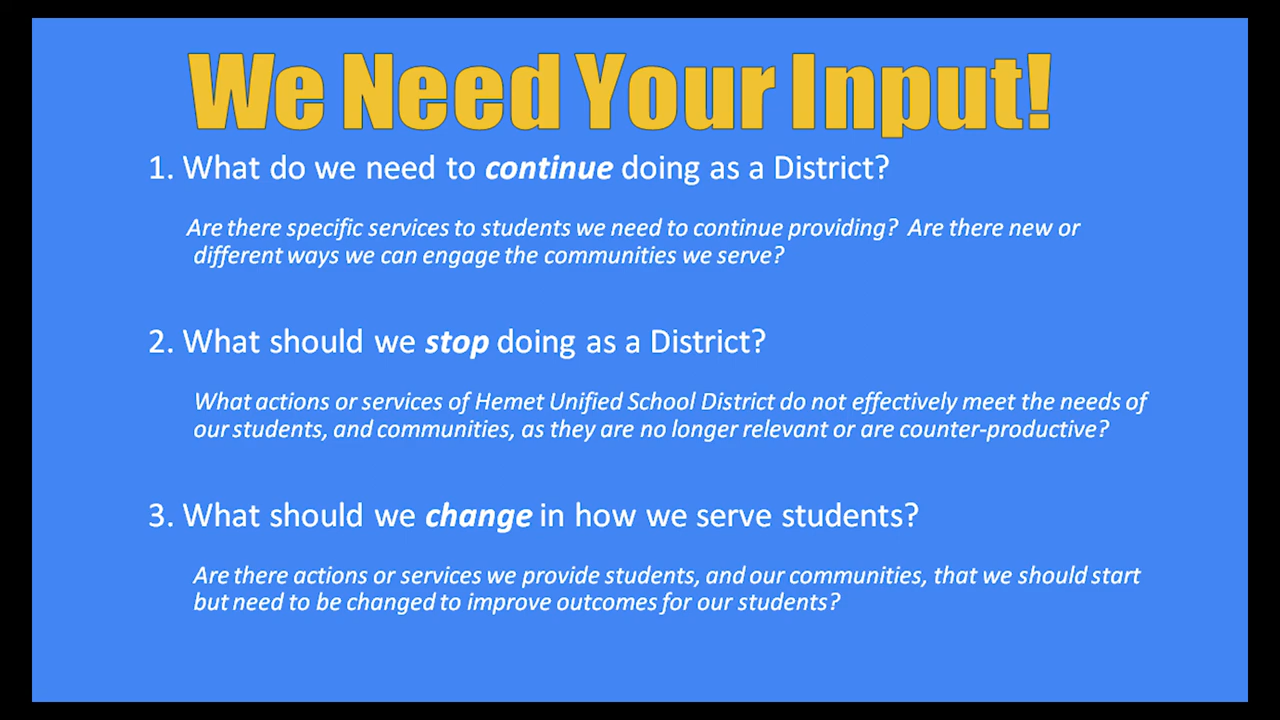 We Need Your Input!
1. What do we need to continue doing as a District?
Are there specific services to students we need to continue providing?  Are there new or
different ways we can engage the communities we serve?
2. What should we stop doing as a District?
What actions or services of Hemet Unified School District do not effectively meet the needs of
our students, and communities, as they are no longer relevant or are counter-productive?
3. What should we change in how we serve students?
Are there actions or services we provide students, and our communities, that we should start
but need to be changed to improve outcomes for our students?